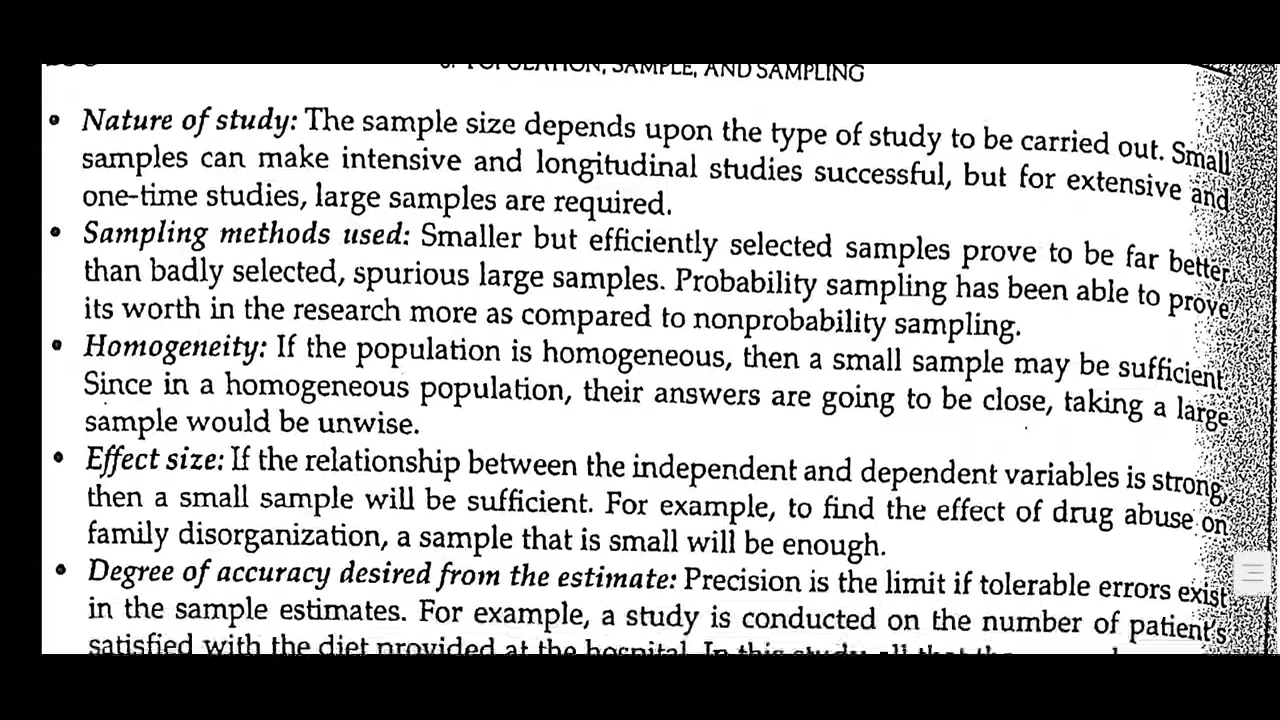 POPULATION, SAMPLE, AND SAMPLING
• Nature of study: The sample size depends upon the type of study to be carried out. Small
samples can make intensive and longitudinal studies successful, but for extensive and
one-time studies, large samples are required.
• Sampling methods used: Smaller but efficiently selected samples prove to be far better
than badly selected, spurious large samples. Probability sampling has been able to prove
its worth in the research more as compared to nonprobability sampling.
• Homogeneity: If the population is homogeneous, then a small sample may be sufficient.
Since in a homogeneous population, their answers are going to be close, taking a large
sample would be unwise.
• Effect size: If the relationship between the independent and dependent variables is strong,
then a small sample will be sufficient. For example, to find the effect of drug abuse on
family disorganization, a sample that is small will be enough.
• Degree of accuracy desired from the estimate: Precision is the limit if tolerable errors exist
in the sample estimates. For example, a study is conducted on the number of patient's
satisfied with the diet provided at the hospital. In this study, all that the